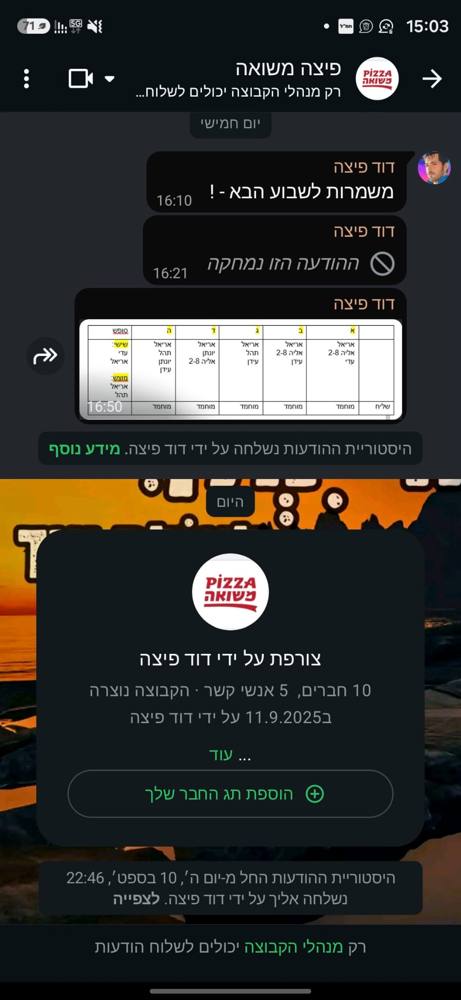 71
5G
15:03
פיצה משואה
רק מנהלי הקבוצה יכולים לשלוח...
PIZZA
משואה
יום חמישי
דוד פיצה
משמרות לשבוע הבא - !
16:10
דוד פיצה
ההודעה הזו נמחקה
16:21
דוד פיצה
א ב ג ד ה סופש
אריאל אריאל אריאל אריאל אריאל שישי:
אליה 2-8 אליה 2-8 תהל יונתן תהל עדי
עדי עידן עידן אליה 2-8 יונתן אריאל
עידן
מוצש:
אריאל
תהל
שליח מוחמד מוחמד מוחמד מוחמד מוחמד
16:50
היסטוריית ההודעות נשלחה על ידי דוד פיצה. מידע נוסף
היום
PIZZA
משואה
צורפת על ידי דוד פיצה
10 חברים, 5 אנשי קשר · הקבוצה נוצרה
ב11.9.2025 על ידי דוד פיצה
... עוד
הוספת תג החבר שלך
היסטוריית ההודעות החל מ-יום ה׳, 10 בספט׳, 22:46
נשלחה אליך על ידי דוד פיצה. לצפייה
רק מנהלי הקבוצה יכולים לשלוח הודעות